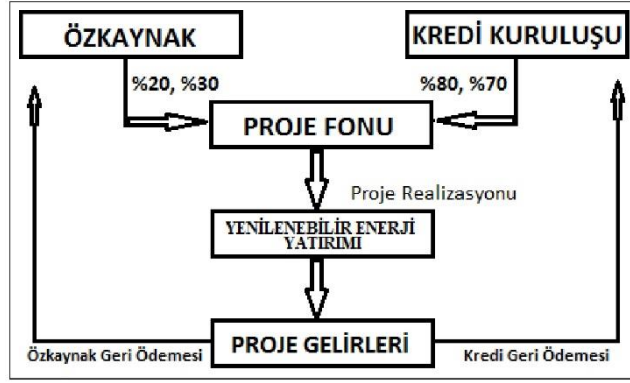 ÖZKAYNAK
KREDİ KURULUŞU
%20, %30
%80, %70
PROJE FONU
Proje Realizasyonu
YENİLENEBİLİR ENERJİ
YATIRIMI
PROJE GELİRLERİ
Özkaynak Geri Ödemesi
Kredi Geri Ödemesi